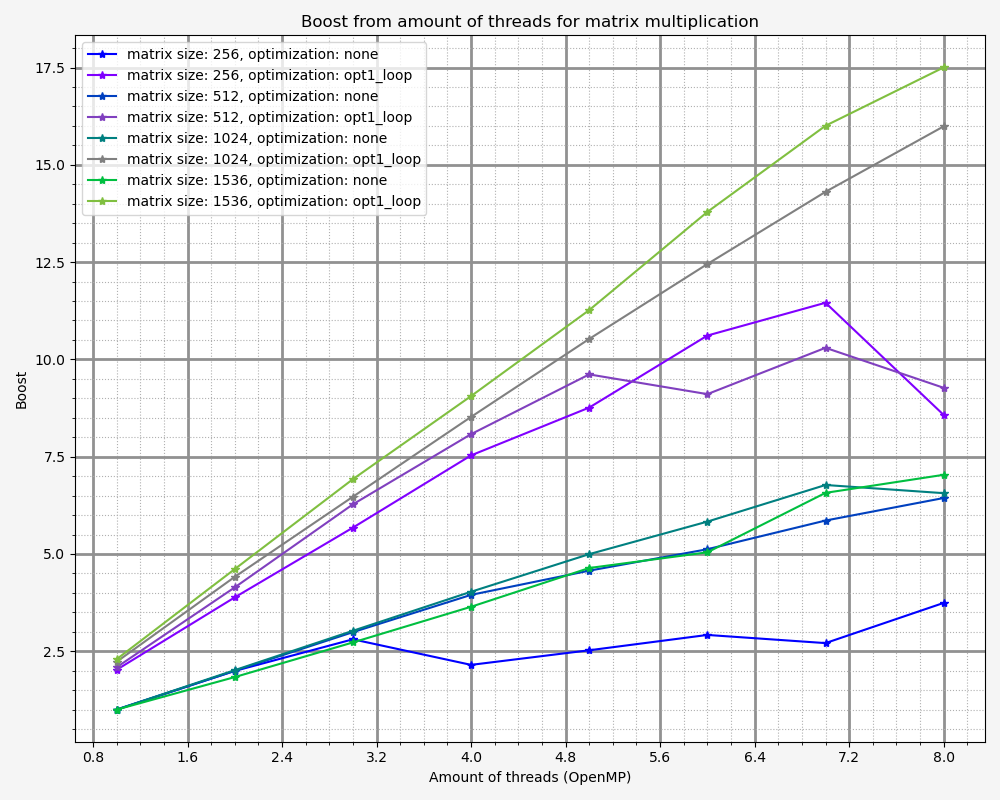 Boost from amount of threads for matrix multiplication
matrix size: 256, optimization: none
matrix size: 256, optimization: opt1_loop
matrix size: 512, optimization: none
matrix size: 512, optimization: opt1_loop
matrix size: 1024, optimization: none
matrix size: 1024, optimization: opt1_loop
matrix size: 1536, optimization: none
matrix size: 1536, optimization: opt1_loop
17.5
15.0
12.5
10.0
7.5
5.0
2.5
Boost
0.8 1.6 2.4 3.2 4.0 4.8 5.6 6.4 7.2 8.0
Amount of threads (OpenMP)